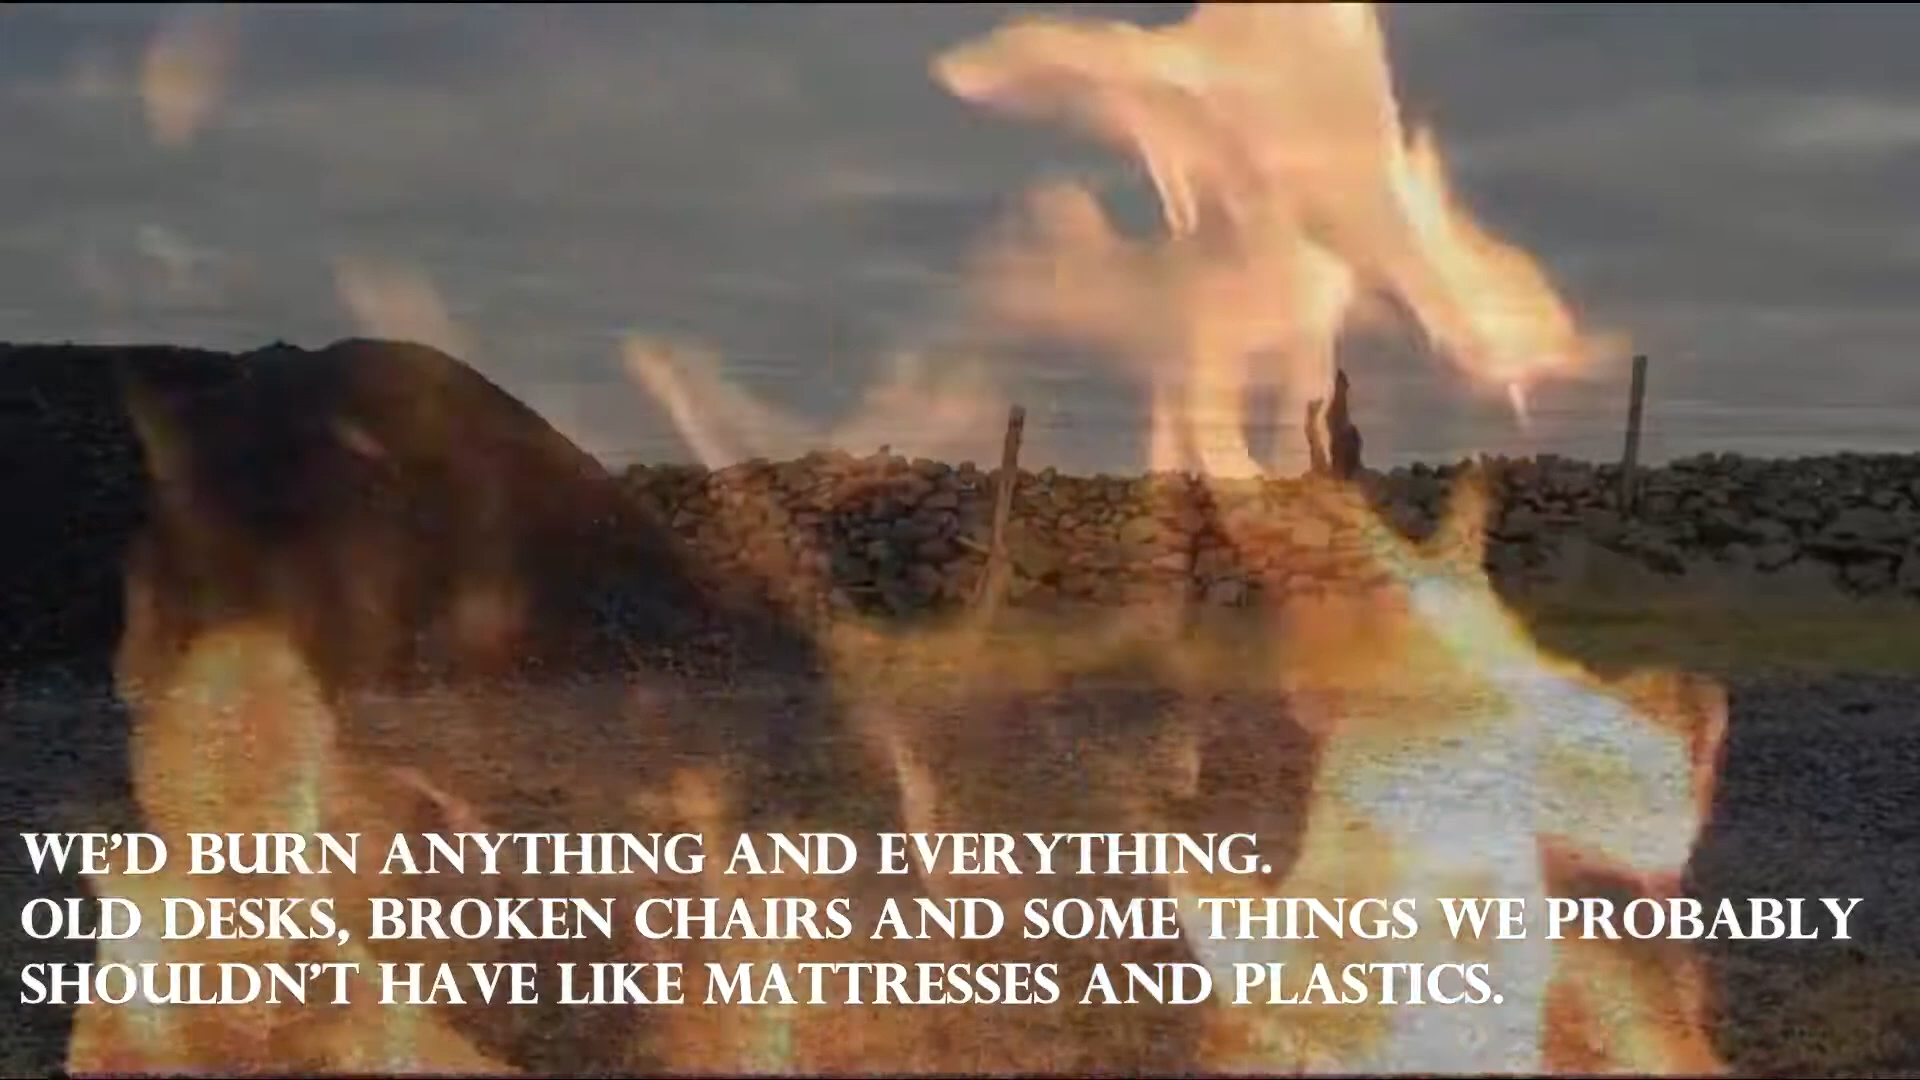 WE'D BURN ANYTHING AND EVERYTHING.
OLD DESKS, BROKEN CHAIRS AND SOME THINGS WE PROBABLY
SHOULDN'T HAVE LIKE MATTRESSES AND PLASTICS.